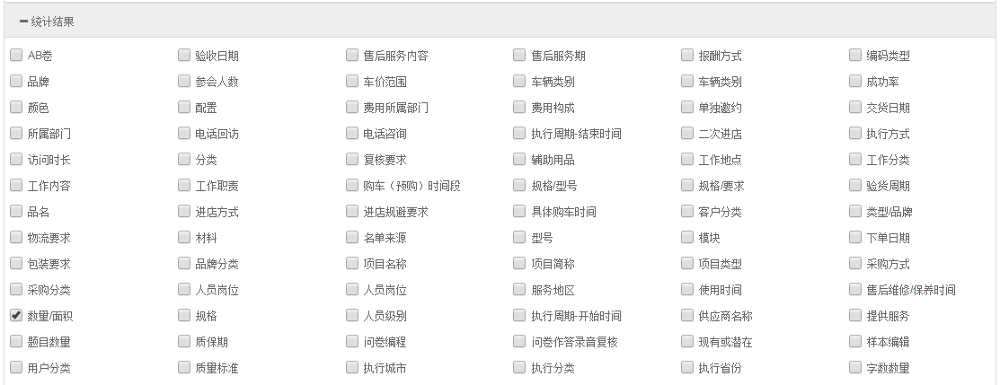 统计结果
AB卷 验收日期 售后服务内容 售后服务期 报酬方式 编码类型
品牌 参会人数 车价范围 车辆类别 车辆类别 成功率
颜色 配置 费用所属部门 费用构成 单独邀约 交货日期
所属部门 电话回访 电话咨询 执行周期-结束时间 二次进店 执行方式
访问时长 分类 复核要求 辅助用品 工作地点 工作分类
工作内容 工作职责 购车（预购）时间段 规格/型号 规格/要求 验货周期
品名 进店方式 进店规避要求 具体购车时间 客户分类 类型/品牌
物流要求 材料 名单来源 型号 模块 下单日期
包装要求 品牌分类 项目名称 项目简称 项目类型 采购方式
采购分类 人员岗位 人员岗位 服务地区 使用时间 售后维修/保养时间
数量/面积 规格 人员级别 执行周期-开始时间 供应商名称 提供服务
题目数量 质保期 问卷编程 问卷作答录音复核 现有或潜在 样本编辑
用户分类 质量标准 执行城市 执行分类 执行省份 字数数量